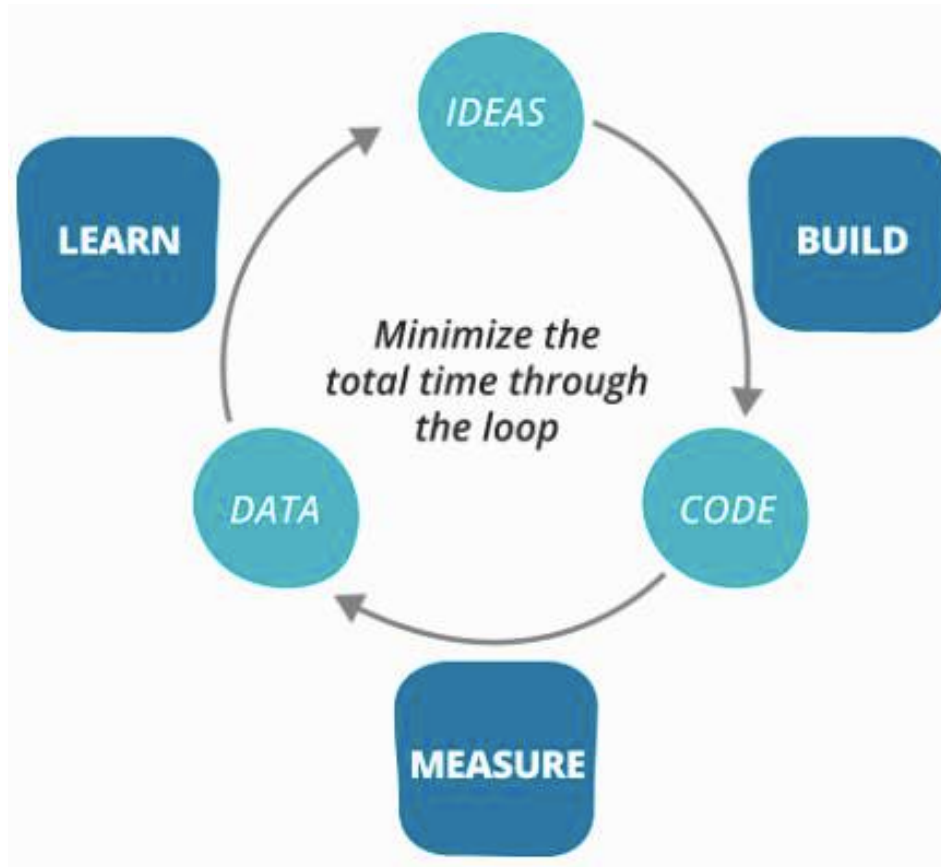 IDEAS
LEARN
BUILD
Minimize the
total time through
the loop
DATA
CODE
MEASURE